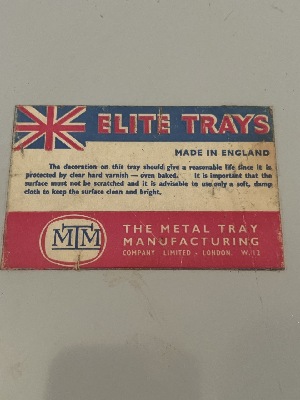 ELITE TRAYS
MADE IN ENGLAND
The decoration on this tray should give a reasonable life since it is
protected by clear hard varnish — oven baked. It is important that the
surface must not be scratched and it is advisable to use only a soft, damp
cloth to keep the surface clean and bright.
MTM
THE METAL TRAY
MANUFACTURING
COMPANY LIMITED - LONDON, W.12